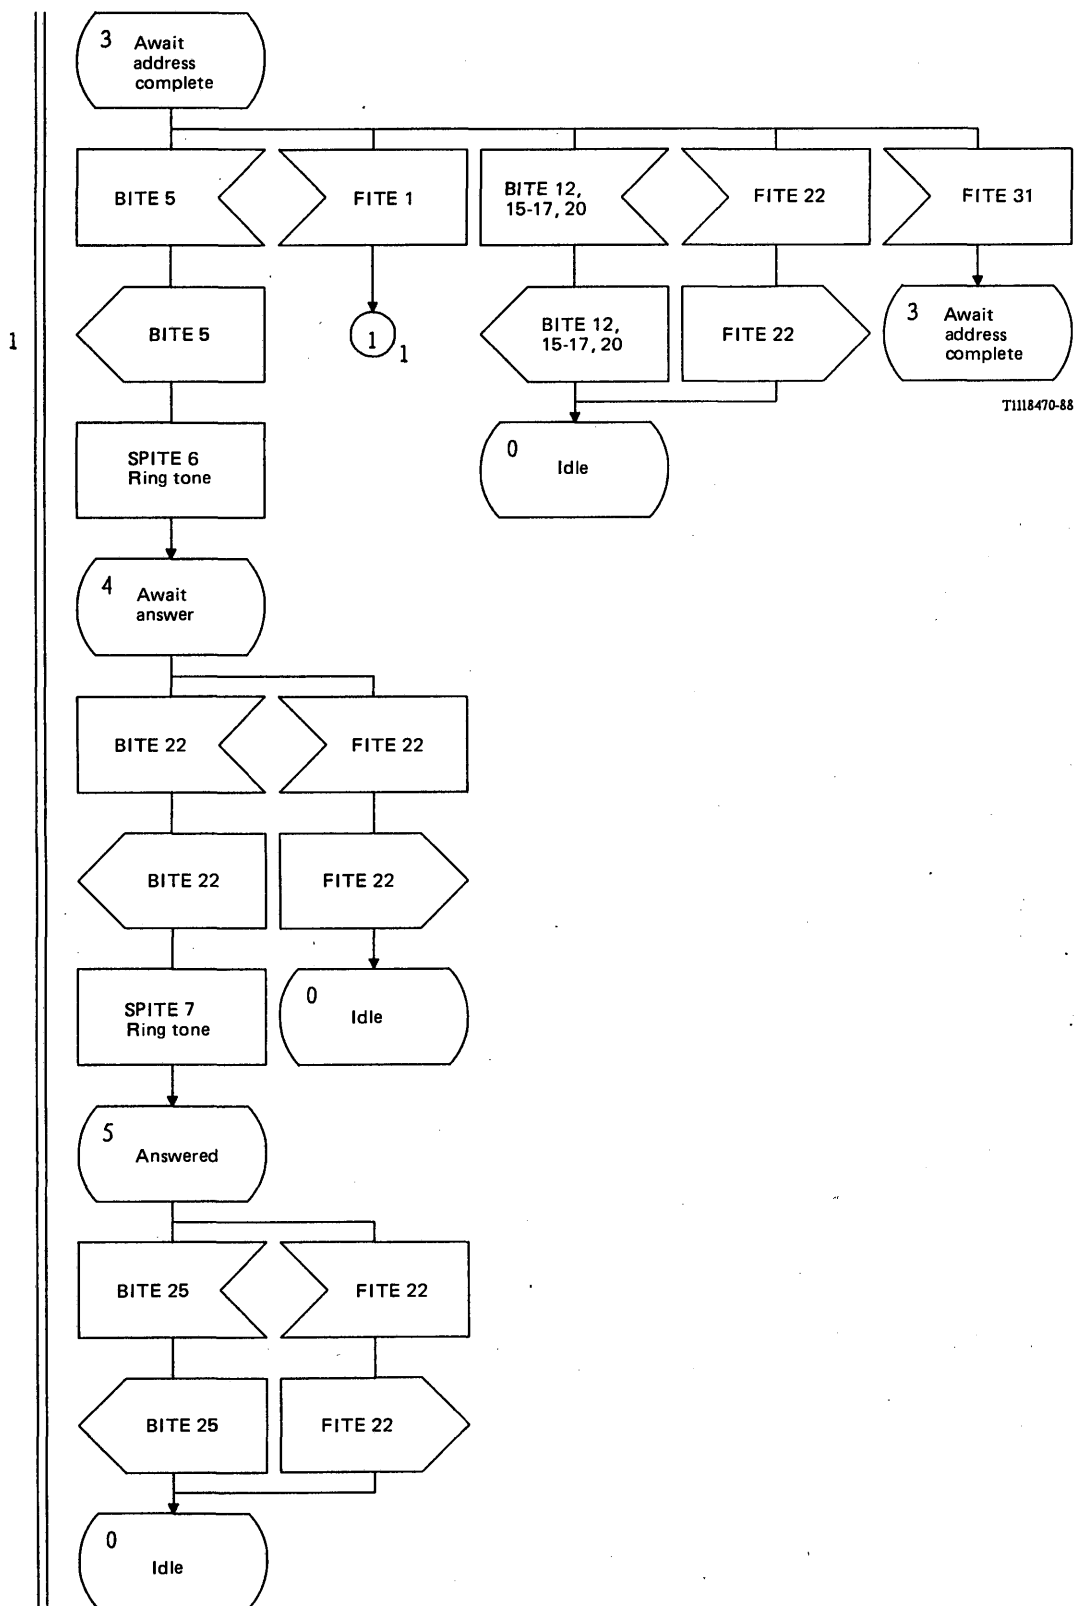 3
Await
address
complete
BITE 5
FITE 1
BITE 12,
15-17, 20
FITE 22
FITE 31
1
BITE 5
1
1
BITE 12,
15-17, 20
FITE 22
3
Await
address
complete
T1118470-88
SPITE 6
Ring tone
0
Idle
4
Await
answer
BITE 22
FITE 22
BITE 22
FITE 22
SPITE 7
Ring tone
0
Idle
5
Answered
BITE 25
FITE 22
BITE 25
FITE 22
0
Idle